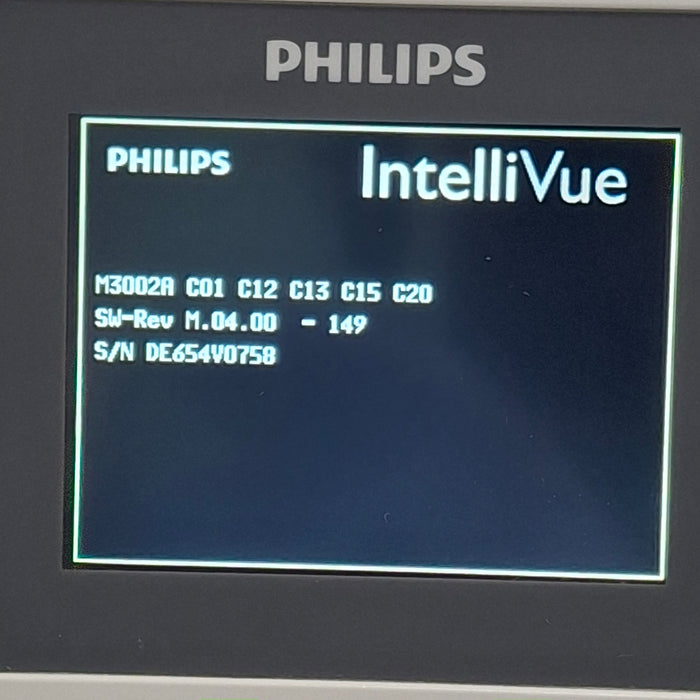 PHILIPS
PHILIPS IntelliVue
M3002A C01 C12 C13 C15 C20
SW-Rev M.04.00 - 149
S/N DE654V0758